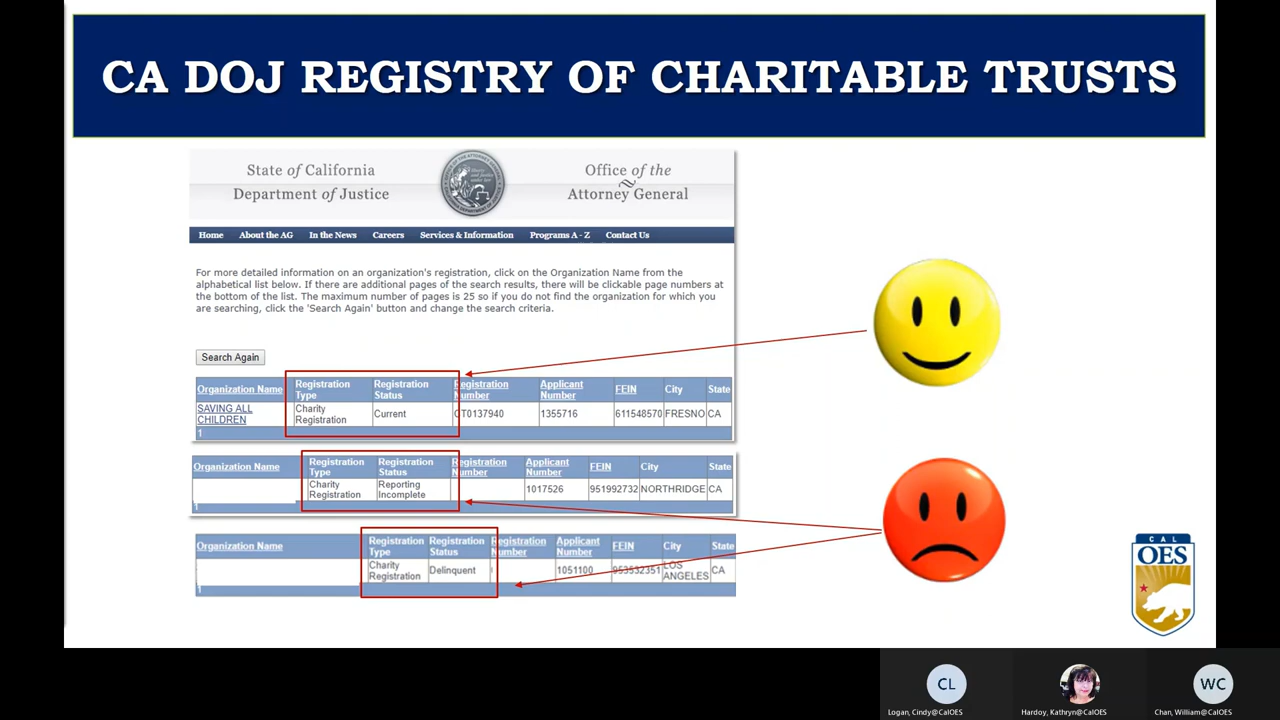 CA DOJ REGISTRY OF CHARITABLE TRUSTS
State of California
Department of Justice
Office of the
Attorney General
Home About the AG In the News Careers Services & Information Programs A - Z Contact Us
For more detailed information on an organization's registration, click on the Organization Name from the
alphabetical list below. If there are additional pages of the search results, there will be clickable page numbers at
the bottom of the list. The maximum number of pages is 25 so if you do not find the organization for which you
are searching, click the 'Search Again' button and change the search criteria.
Search Again
Organization Name Registration Type Registration Status Registration Number Applicant Number FEIN City State
SAVING ALL CHILDREN Charity Registration Current CT0137940 1355716 611548570 FRESNO CA
1
Organization Name Registration Type Registration Status Registration Number Applicant Number FEIN City State
Charity Registration Reporting Incomplete 1017526 951992732 NORTHRIDGE CA
1
Organization Name Registration Type Registration Status Registration Number Applicant Number FEIN City State
Charity Registration Delinquent 1051100 953532351 LOS ANGELES CA
1
CAL
OES
CL
WC
Logan, Cindy@CalOES
Hardoy, Kathryn@CalOES
Chan, William@CalOES